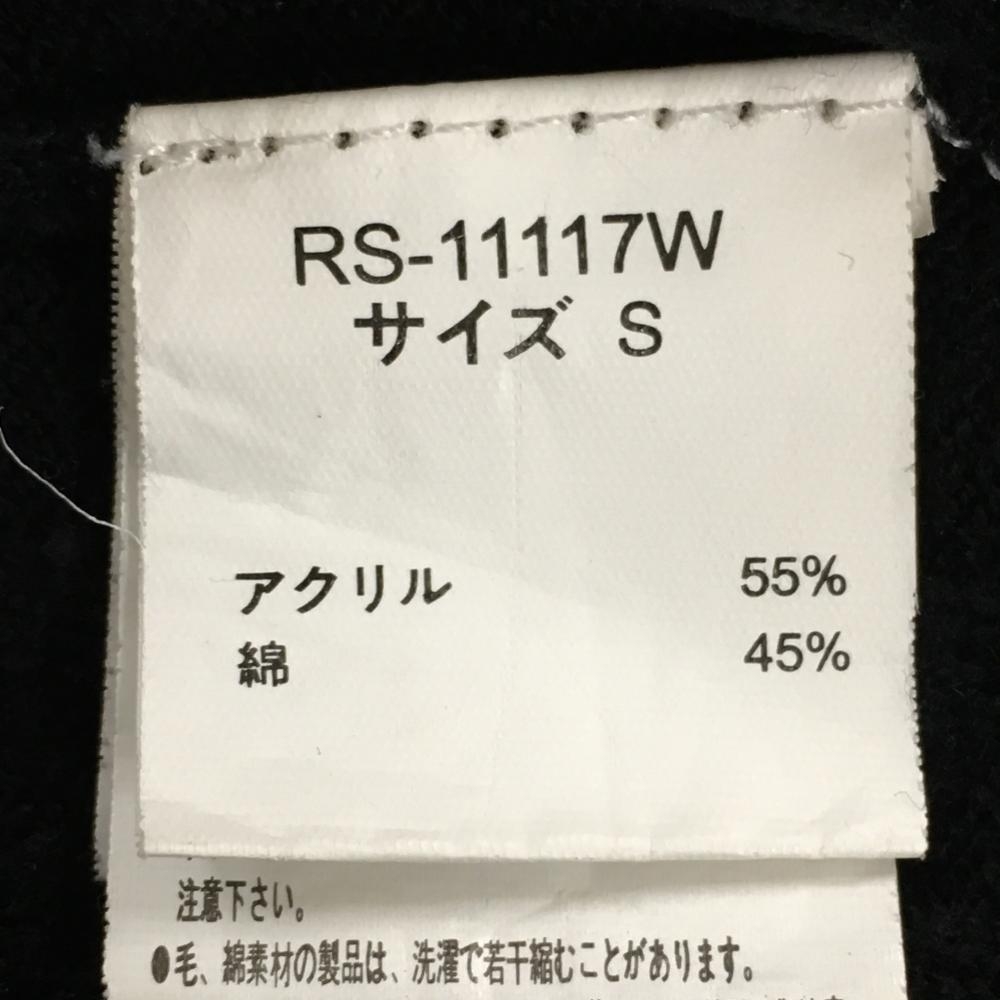 RS-11117W
サイズ S
アクリル 55%
綿 45%
注意下さい。
●毛、綿素材の製品は、洗濯で若干縮むことがあります。